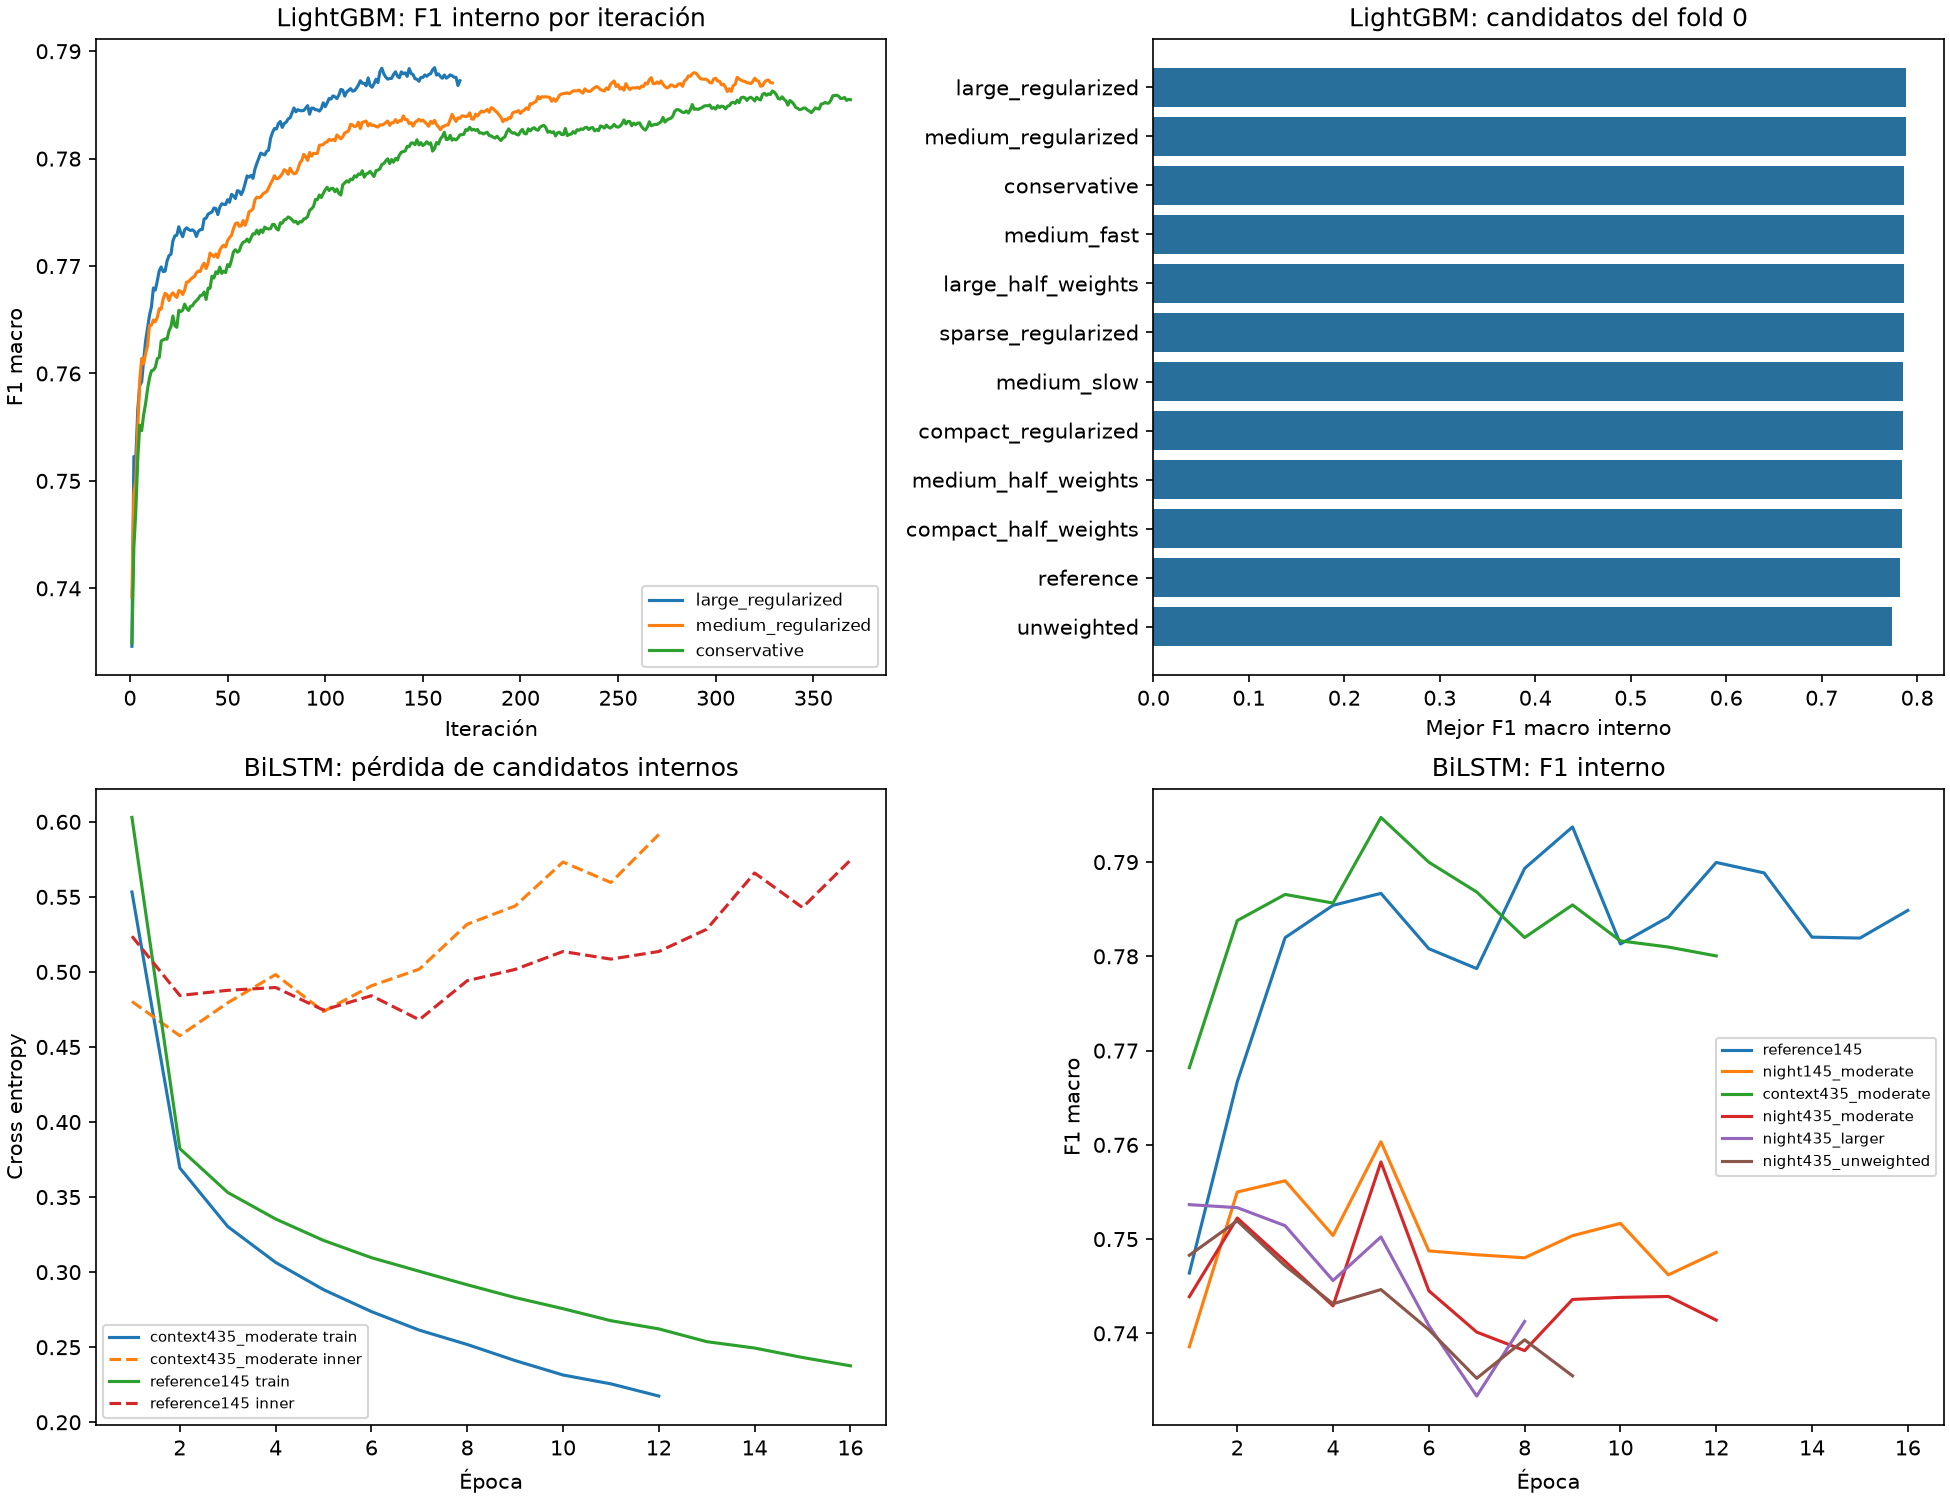 LightGBM: F1 interno por iteración
F1 macro
0.79
0.78
0.77
0.76
0.75
0.74
large_regularized
medium_regularized
conservative
0
50
100
150
200
250
300
350
Iteración
LightGBM: candidatos del fold 0
large_regularized
medium_regularized
conservative
medium_fast
large_half_weights
sparse_regularized
medium_slow
compact_regularized
medium_half_weights
compact_half_weights
reference
unweighted
0.0
0.1
0.2
0.3
0.4
0.5
0.6
0.7
0.8
Mejor F1 macro interno
BiLSTM: pérdida de candidatos internos
Cross entropy
0.60
0.55
0.50
0.45
0.40
0.35
0.30
0.25
0.20
context435_moderate train
context435_moderate inner
reference145 train
reference145 inner
2
4
6
8
10
12
14
16
Época
BiLSTM: F1 interno
F1 macro
0.79
0.78
0.77
0.76
0.75
0.74
reference145
night145_moderate
context435_moderate
night435_moderate
night435_larger
night435_unweighted
2
4
6
8
10
12
14
16
Época